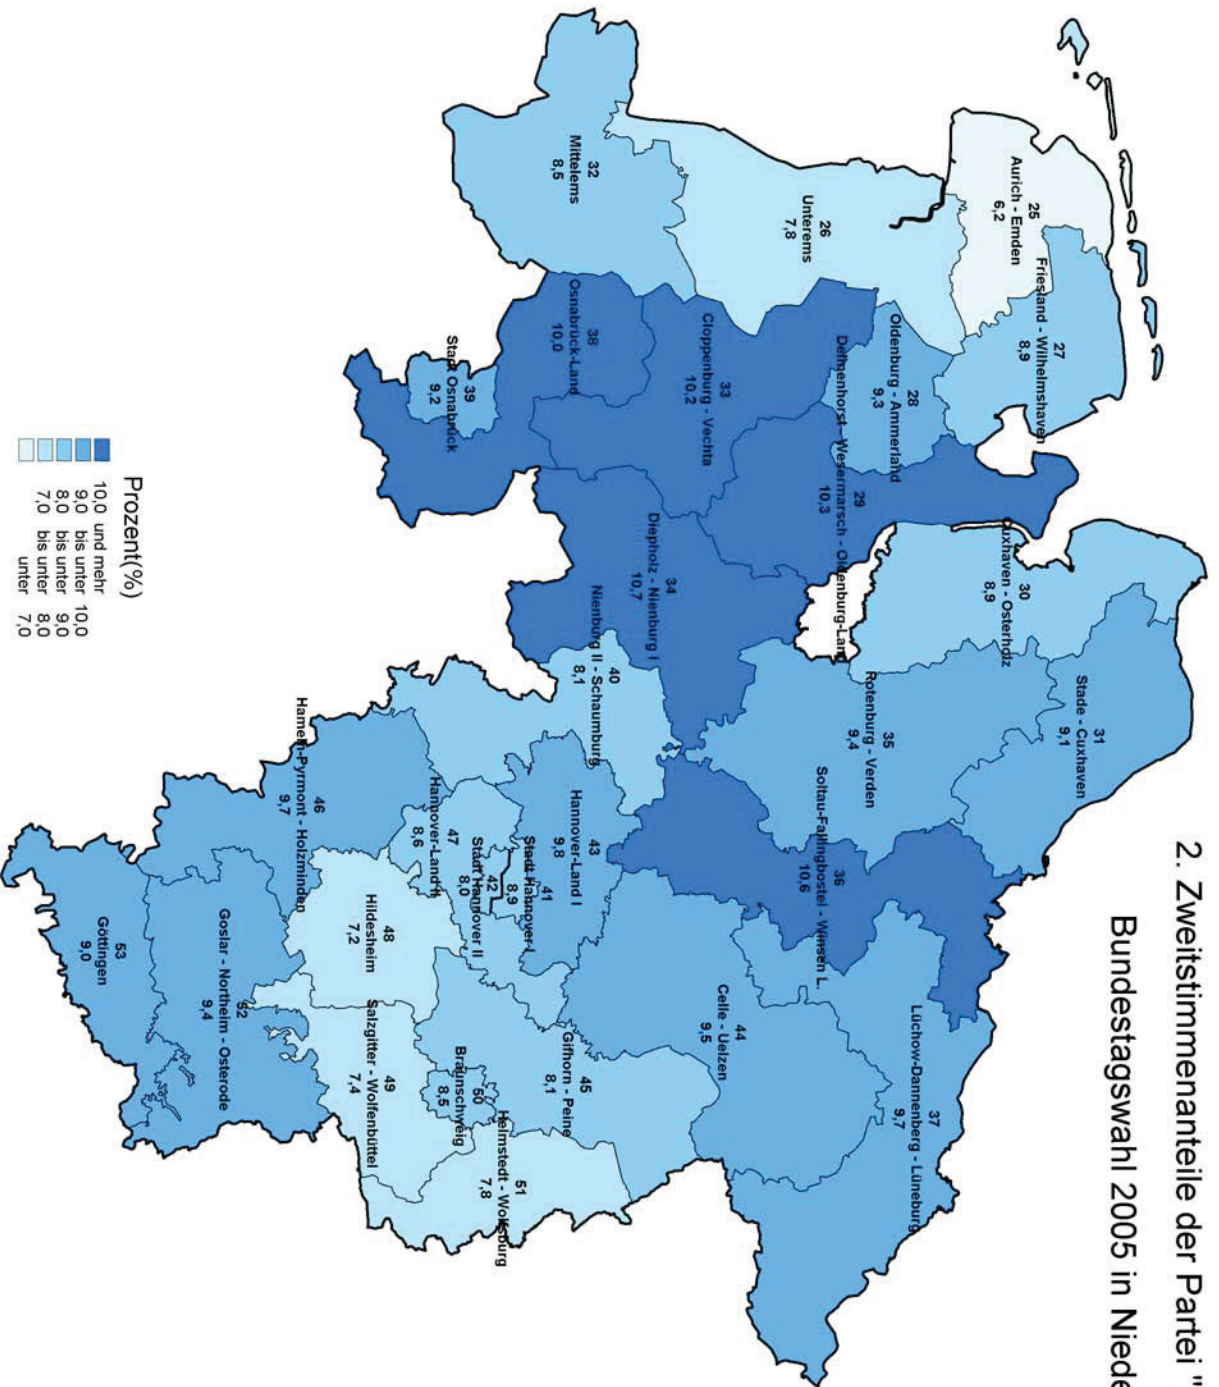 2. Zweitstimmenanteile der Partei "
Bundestagswahl 2005 in Niede
25
Aurich - Emden
6,2
27
Friesland - Wilhelmshaven
8,9
26
Unterems
7,8
28
Oldenburg - Ammerland
9,3
29
Delmenhorst - Wesermarsch - Oldenburg-Land
10,3
30
Cuxhaven - Osterholz
8,9
31
Stade - Cuxhaven
9,1
32
Mittelems
8,5
33
Cloppenburg - Vechta
10,2
34
Diepholz - Nienburg I
10,7
35
Rotenburg - Verden
9,4
36
Soltau-Fallingbostel - Winsen L.
10,6
37
Lüchow-Dannenberg - Lüneburg
9,7
38
Osnabrück-Land
10,0
39
Stadt Osnabrück
9,2
40
Nienburg II - Schaumburg
8,1
41
Stadt Hannover I
8,9
42
Stadt Hannover II
8,0
43
Hannover-Land I
9,8
44
Celle - Uelzen
9,5
45
Gifhorn - Peine
8,1
46
Hameln-Pyrmont - Holzminden
9,7
47
Hannover-Land II
8,6
48
Hildesheim
7,2
49
Salzgitter - Wolfenbüttel
7,4
50
Braunschweig
8,5
51
Helmstedt - Wolfsburg
7,8
52
Goslar - Northeim - Osterode
9,4
53
Göttingen
9,0
Prozent(%)
10,0 und mehr
9,0 bis unter 10,0
8,0 bis unter 9,0
7,0 bis unter 8,0
unter 7,0